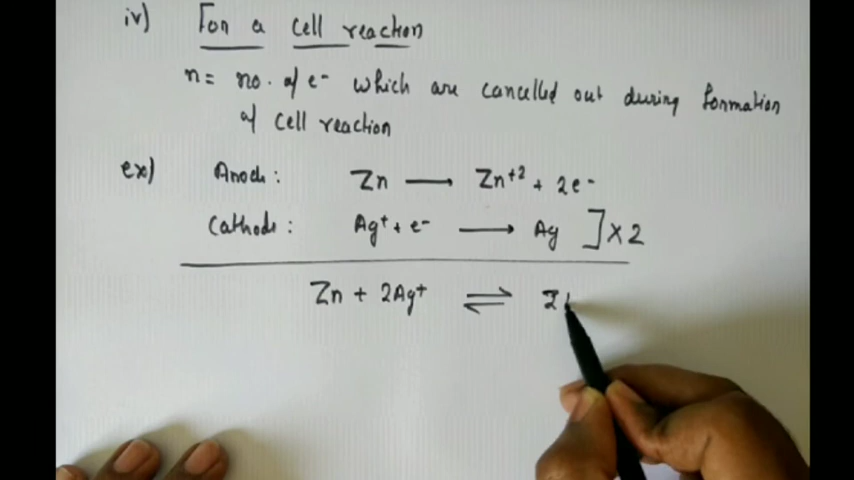 iv) For a cell reaction
n = no. of e⁻ which are cancelled out during formation
of cell reaction
ex) Anode: Zn ⟶ Zn⁺² + 2e⁻
Cathode: Ag⁺ + e⁻ ⟶ Ag ] × 2
Zn + 2Ag⁺ ⇌ Z